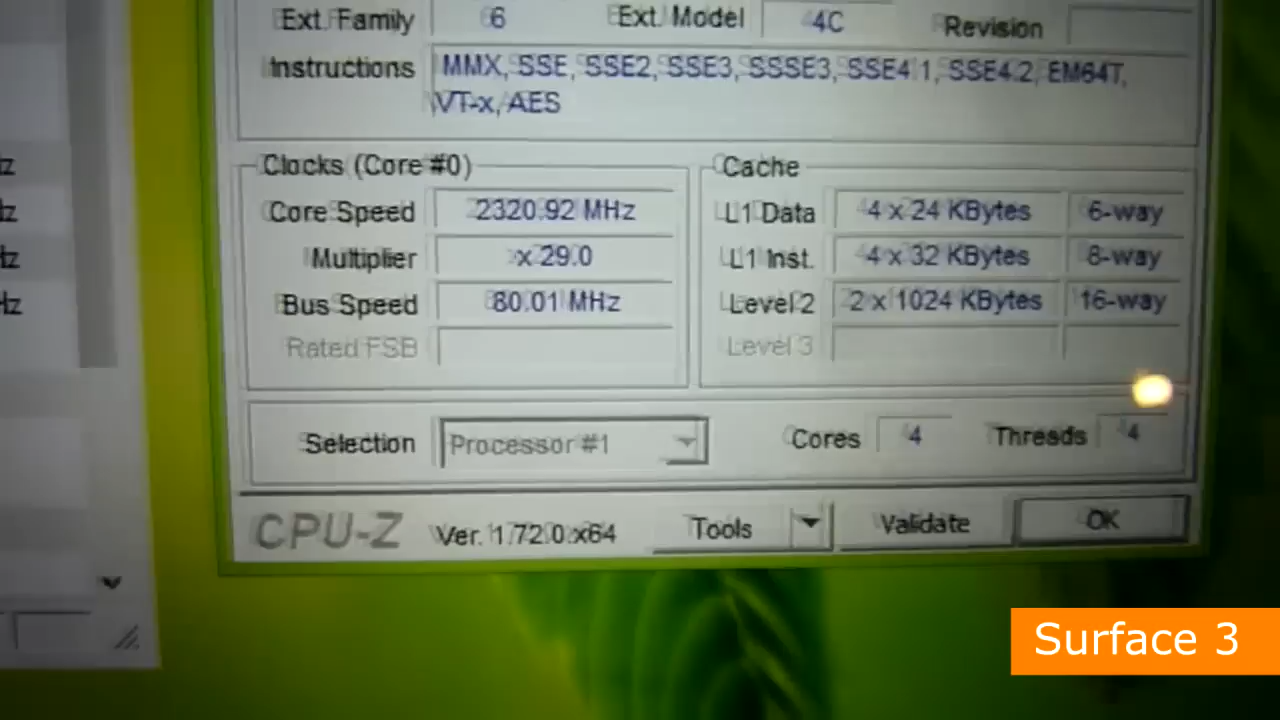 Ext. Family 6 Ext. Model 4C Revision
Instructions MMX, SSE, SSE2, SSE3, SSSE3, SSE4.1, SSE4.2, EM64T,
VT-x, AES
Clocks (Core #0)
Core Speed 2320.92 MHz
Multiplier x 29.0
Bus Speed 80.01 MHz
Rated FSB
Cache
L1 Data 4 x 24 KBytes 6-way
L1 Inst. 4 x 32 KBytes 8-way
Level 2 2 x 1024 KBytes 16-way
Level 3
Selection Processor #1 Cores 4 Threads 4
CPU-Z Ver. 1.72.0.x64 Tools Validate OK
z
z
z
Hz
Surface 3